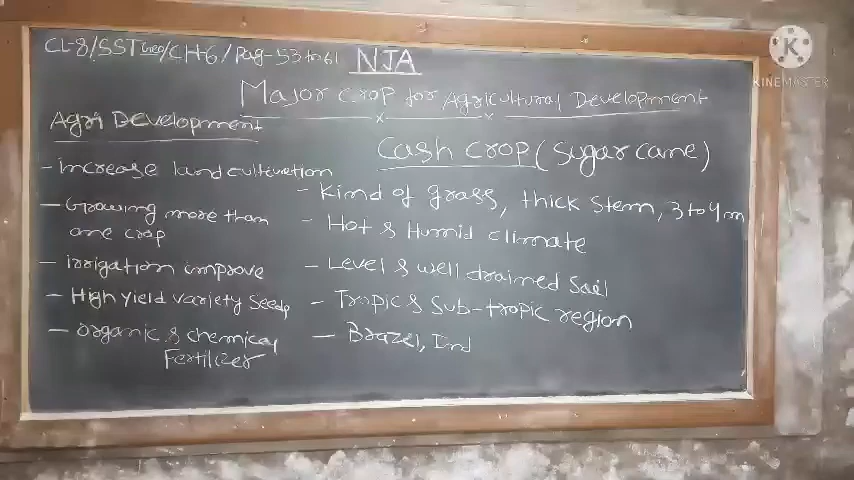 CL-8/SST Geo/CH-6/Pag-53 to 61
NJA
Major Crop for Agricultural Development
Agri Development
- increase land cultivation
- Growing more than
one crop
- irrigation improve
- High yield variety Seeds
- organic & chemical
Fertilizer
Cash Crop (Sugar cane)
- Kind of grass, thick stem, 3 to 4 m
- Hot & Humid climate
- Level & well drained Soil
- Tropic & Sub-tropic region
- Brazel, Ind
K
KINEMASTER